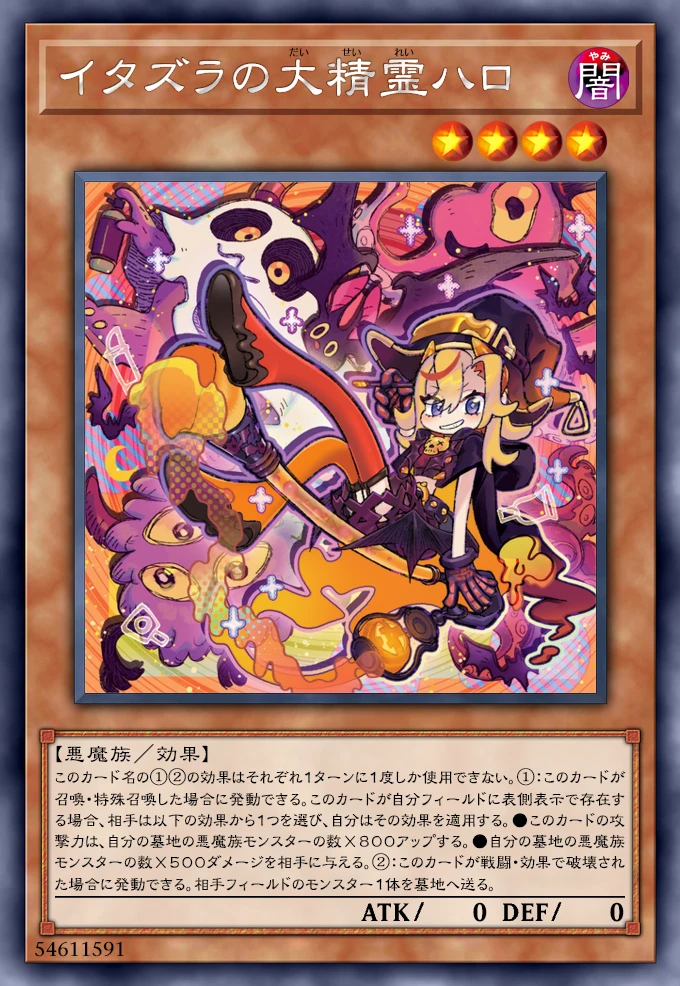 だい せい れい
イタズラの大精霊ハロ
やみ
闇
【悪魔族／効果】
このカード名の①②の効果はそれぞれ1ターンに1度しか使用できない。①：このカードが
召喚・特殊召喚した場合に発動できる。このカードが自分フィールドに表側表示で存在す
る場合、相手は以下の効果から1つを選び、自分はその効果を適用する。●このカードの攻
撃力は、自分の墓地の悪魔族モンスターの数×800アップする。●自分の墓地の悪魔族
モンスターの数×500ダメージを相手に与える。②：このカードが戦闘・効果で破壊され
た場合に発動できる。相手フィールドのモンスター1体を墓地へ送る。
ATK/ 0 DEF/ 0
54611591